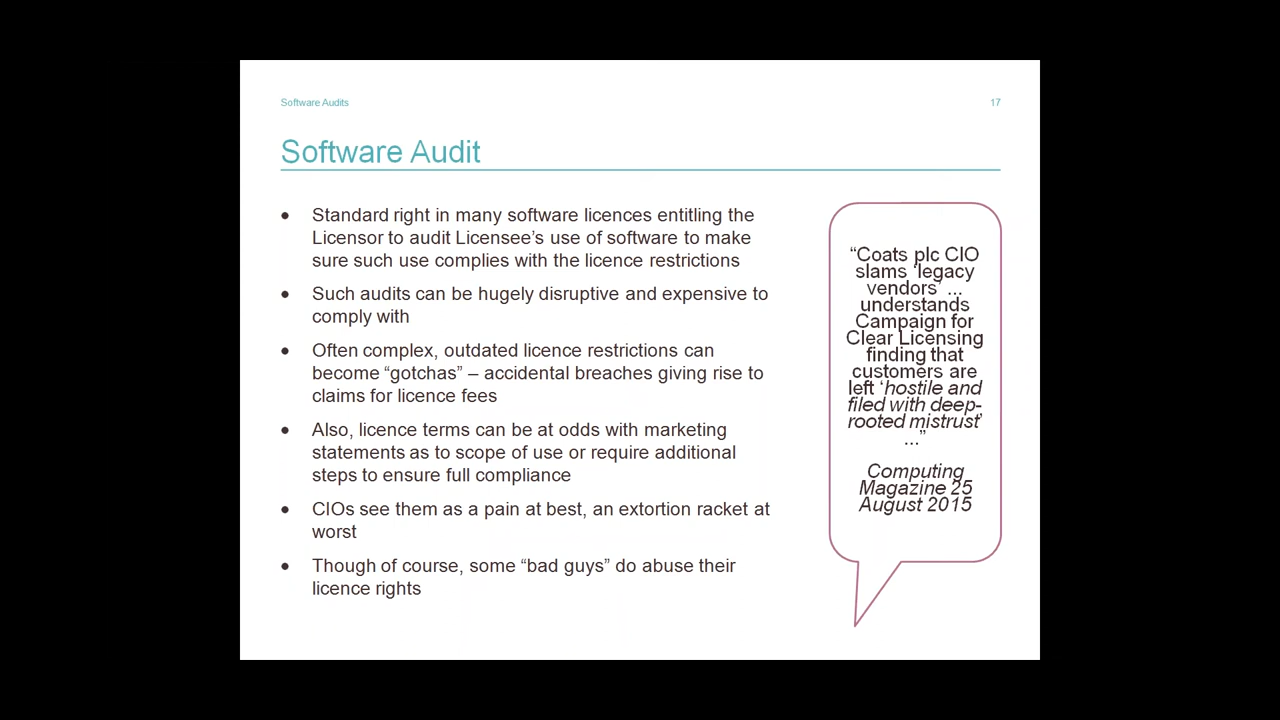 Software Audits
17
Software Audit
• Standard right in many software licences entitling the
Licensor to audit Licensee’s use of software to make
sure such use complies with the licence restrictions
• Such audits can be hugely disruptive and expensive to
comply with
• Often complex, outdated licence restrictions can
become “gotchas” – accidental breaches giving rise to
claims for licence fees
• Also, licence terms can be at odds with marketing
statements as to scope of use or require additional
steps to ensure full compliance
• CIOs see them as a pain at best, an extortion racket at
worst
• Though of course, some “bad guys” do abuse their
licence rights
“Coats plc CIO
slams ‘legacy
vendors’ ...
understands
Campaign for
Clear Licensing
finding that
customers are
left ‘hostile and
filed with deep-
rooted mistrust’
...”
Computing
Magazine 25
August 2015